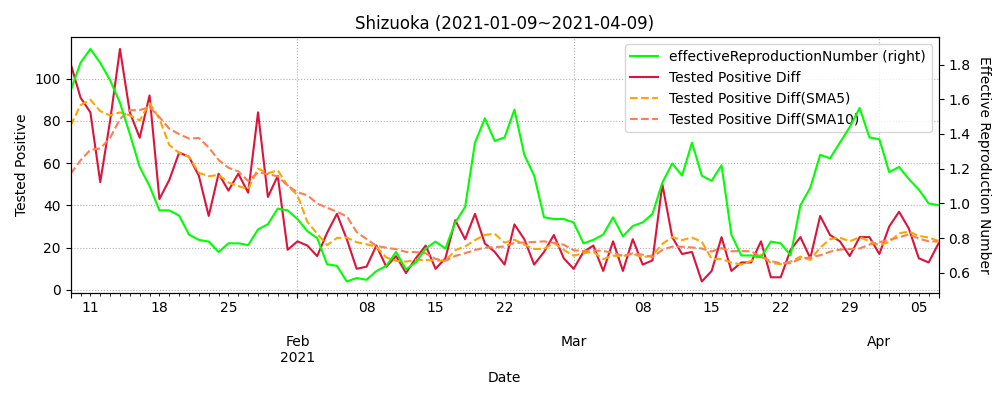 Shizuoka (2021-01-09~2021-04-09)
effectiveReproductionNumber (right)
Tested Positive Diff
Tested Positive Diff(SMA5)
Tested Positive Diff(SMA10)
Tested Positive
100
80
60
40
20
0
1.8
1.6
1.4
1.2
1.0
0.8
0.6
Effective Reproduction Number
11 18 25 08 15 22 08 15 22 29 05
Feb Mar Apr
2021
Date